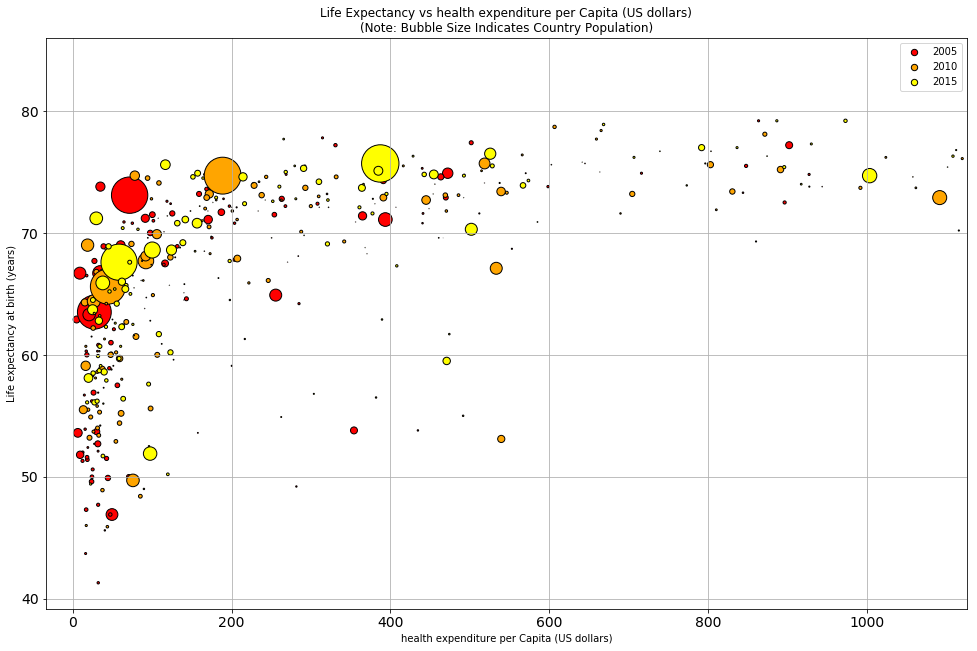 Life Expectancy vs health expenditure per Capita (US dollars)
(Note: Bubble Size Indicates Country Population)
2005
2010
2015
80
70
60
50
40
Life expectancy at birth (years)
0 200 400 600 800 1000
health expenditure per Capita (US dollars)